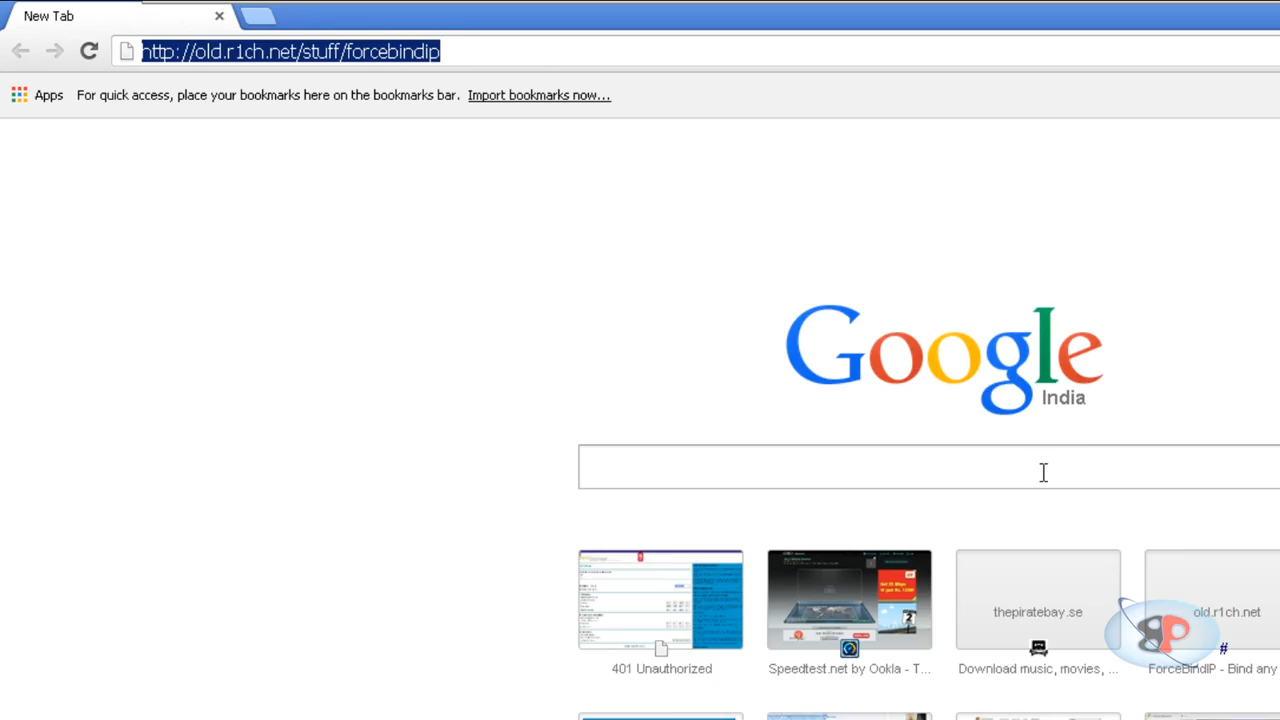 New Tab
http://old.r1ch.net/stuff/forcebindip
Apps For quick access, place your bookmarks here on the bookmarks bar. Import bookmarks now...
Google
India
thepiratebay.se
old.r1ch.net
401 Unauthorized
Speedtest.net by Ookla - T...
Download music, movies, ...
ForceBindIP - Bind any